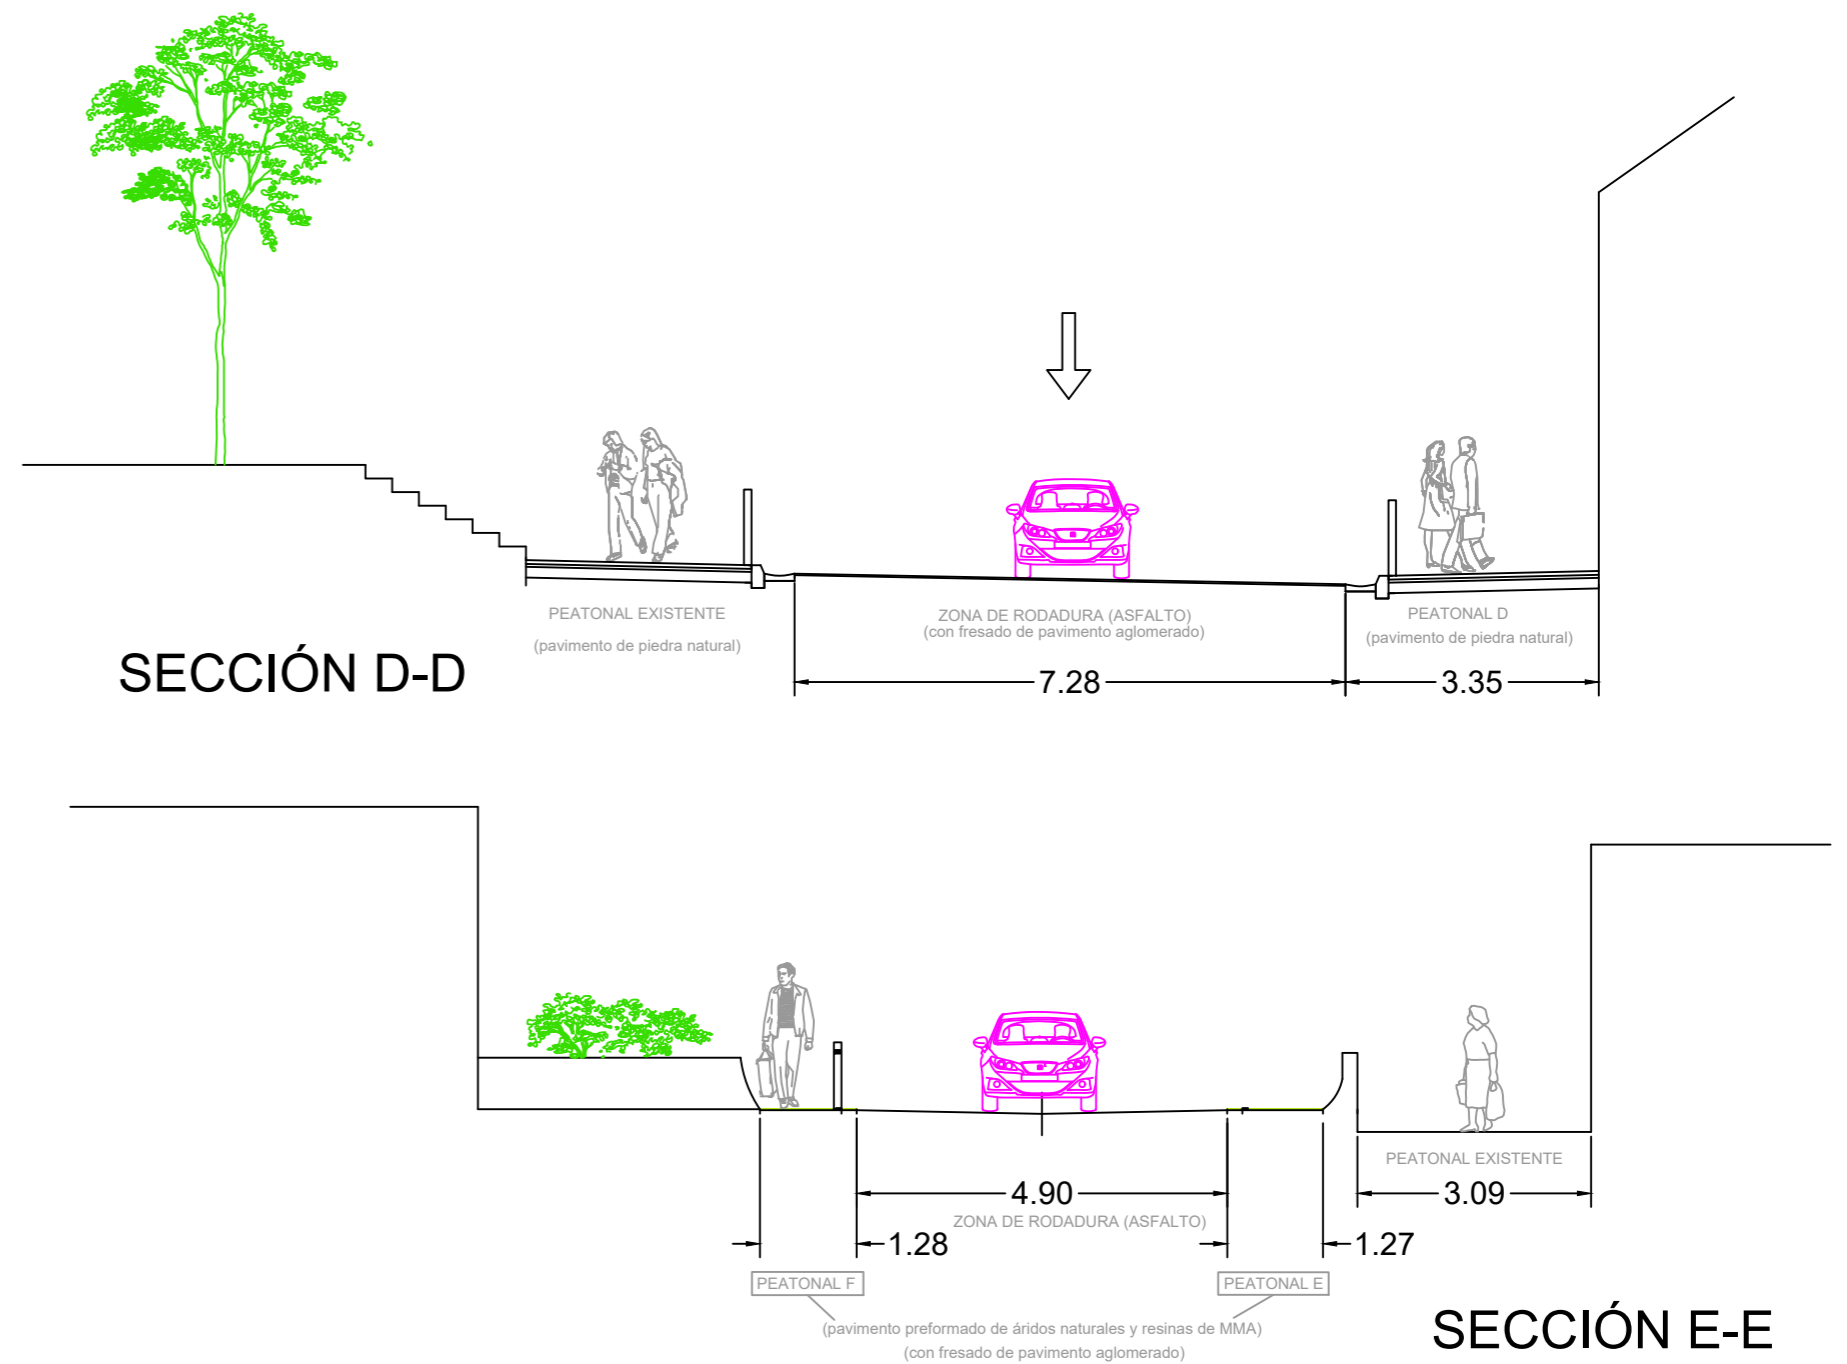 PEATONAL EXISTENTE
(pavimento de piedra natural)
ZONA DE RODADURA (ASFALTO)
(con fresado de pavimento aglomerado)
PEATONAL D
(pavimento de piedra natural)
SECCIÓN D-D
7.28
3.35
PEATONAL EXISTENTE
4.90
3.09
ZONA DE RODADURA (ASFALTO)
1.28
1.27
PEATONAL F
PEATONAL E
(pavimento preformado de áridos naturales y resinas de MMA)
(con fresado de pavimento aglomerado)
SECCIÓN E-E